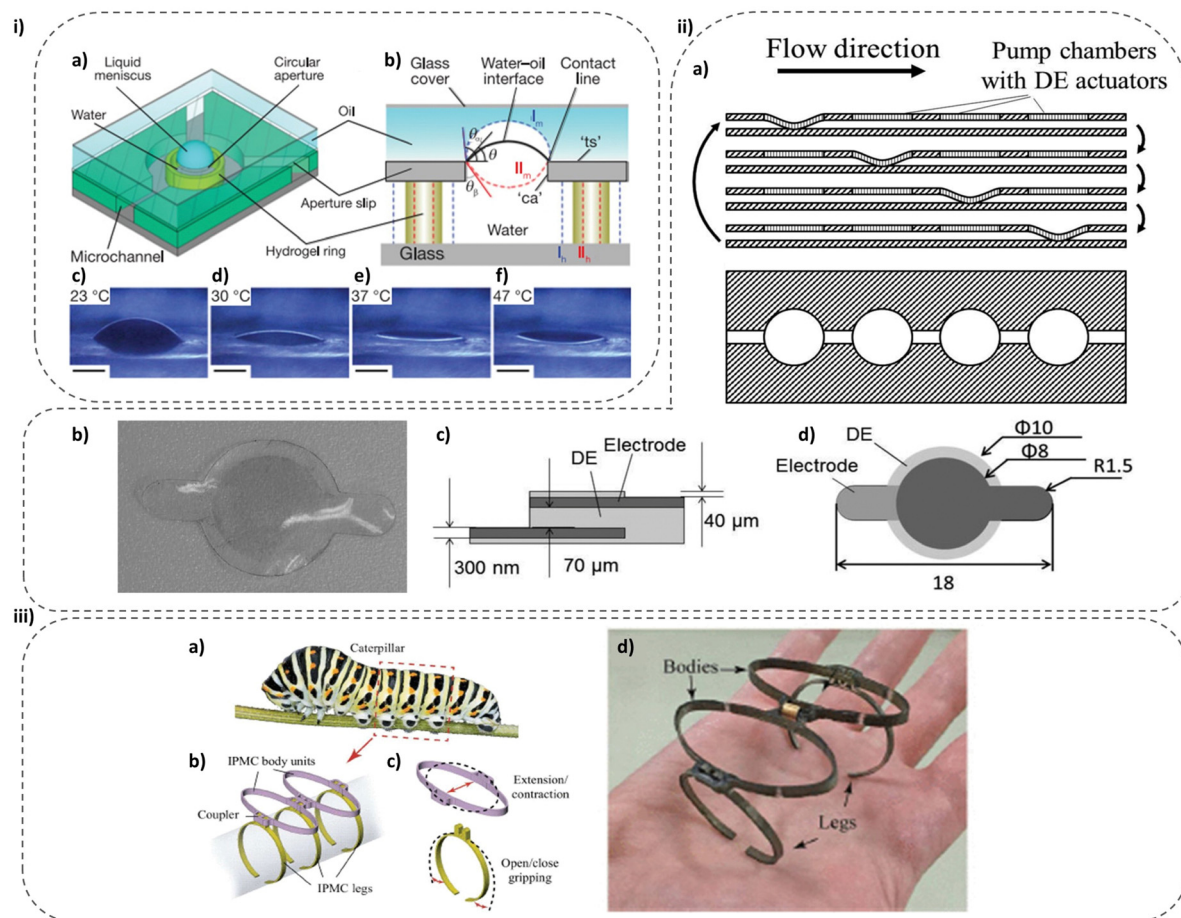 i)
a)
Liquid
meniscus
Circular
aperture
Water
Oil
Aperture slip
Hydrogel ring
Microchannel
b)
Glass
cover
Water–oil
interface
Contact
line
θ∞
θ
θβ
I m
II m
'ts'
'ca'
Water
Glass
I h
II h
c)
23 °C
d)
30 °C
e)
37 °C
f)
47 °C
ii)
a)
Flow direction
Pump chambers
with DE actuators
b)
c)
Electrode
DE
40 μm
300 nm
70 μm
d)
DE
Electrode
Φ10
Φ8
R1.5
18
iii)
a)
Caterpillar
b)
IPMC body units
Coupler
IPMC legs
c)
Extension/
contraction
Open/close
gripping
d)
Bodies
Legs